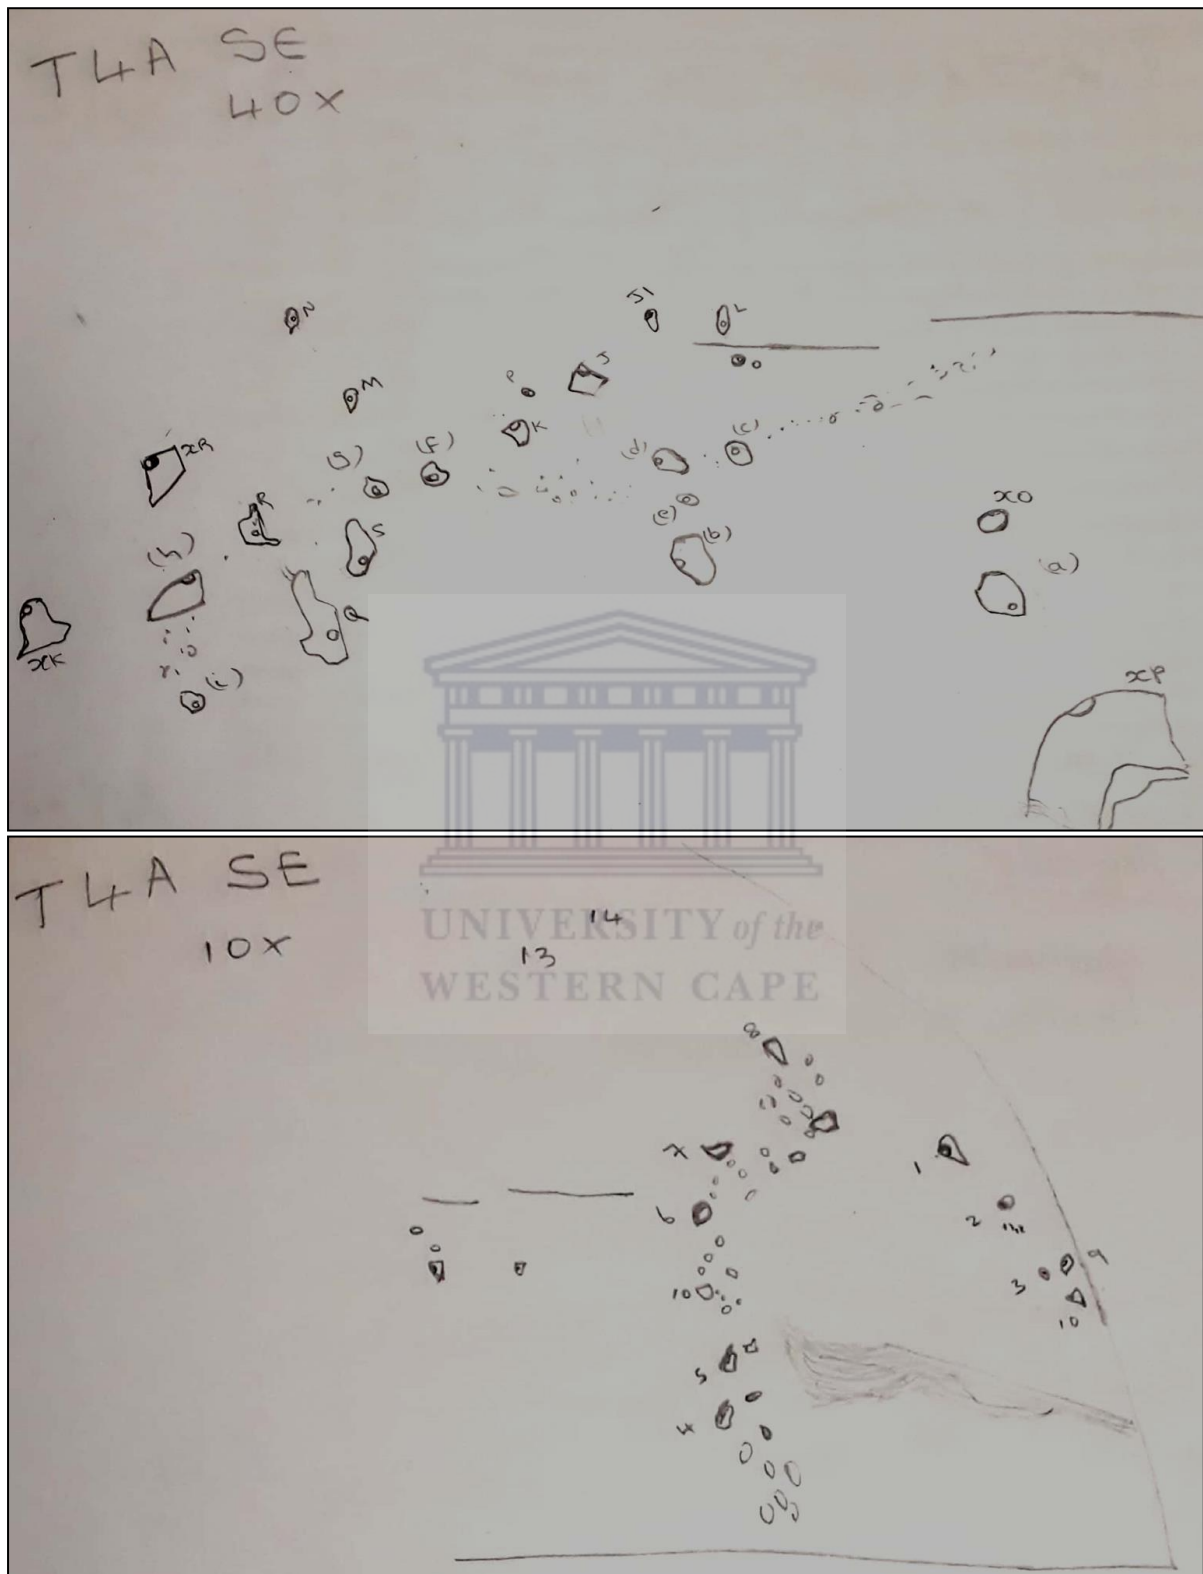 T4A SE
40X
N
J1
L
M
P
J
K
xR
(g)
(f)
(d)
(c)
R
S
(e)
(b)
xO
(a)
(h)
Q
xK
(i)
xP
T4A SE
10X
14
13
UNIVERSITY of the
WESTERN CAPE
8
7
1
6
2
3
9
10
10
5
4